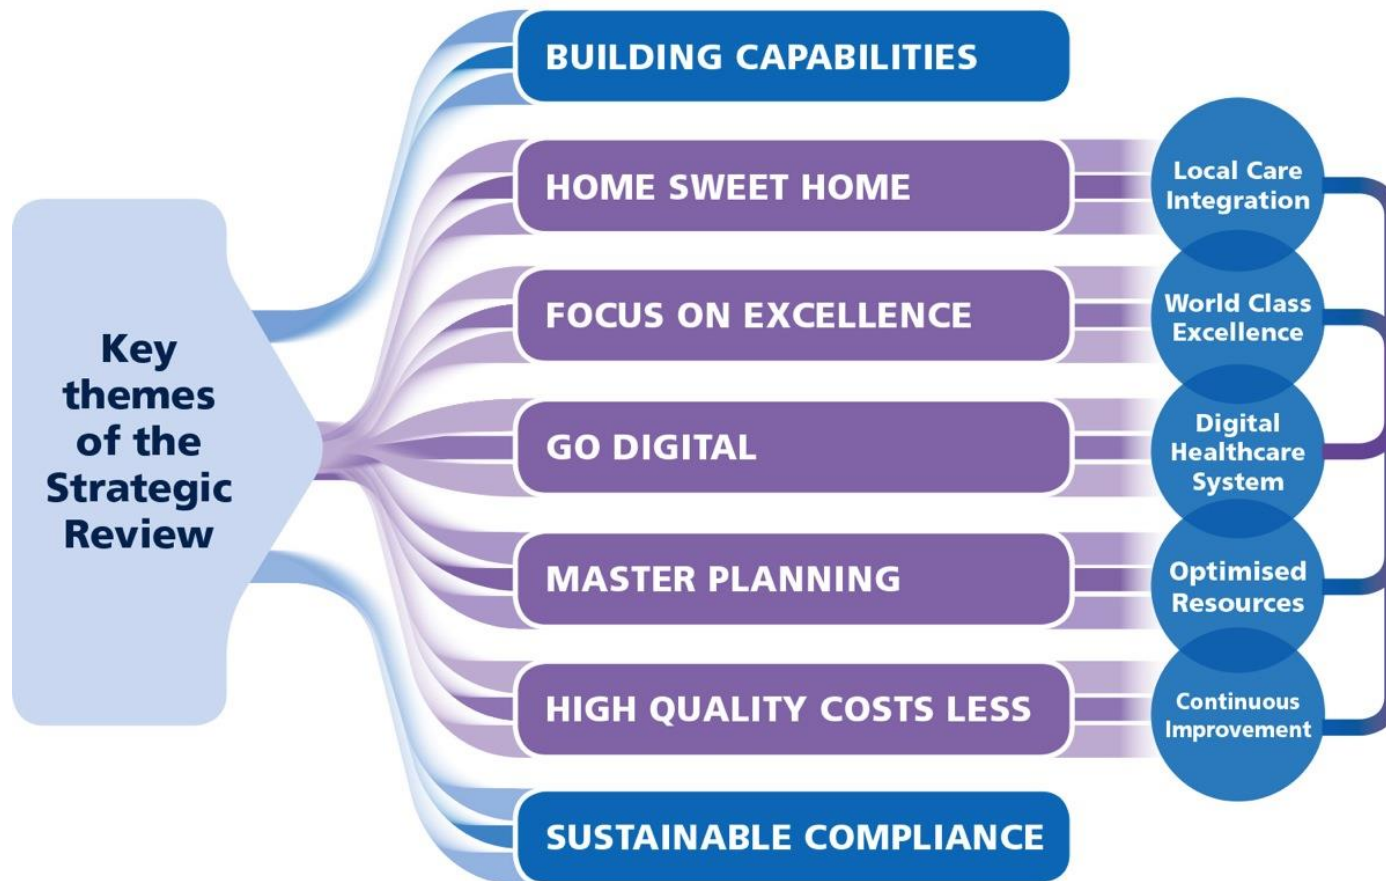 Key
themes
of the
Strategic
Review
BUILDING CAPABILITIES
HOME SWEET HOME
Local Care
Integration
FOCUS ON EXCELLENCE
World Class
Excellence
GO DIGITAL
Digital
Healthcare
System
MASTER PLANNING
Optimised
Resources
HIGH QUALITY COSTS LESS
Continuous
Improvement
SUSTAINABLE COMPLIANCE